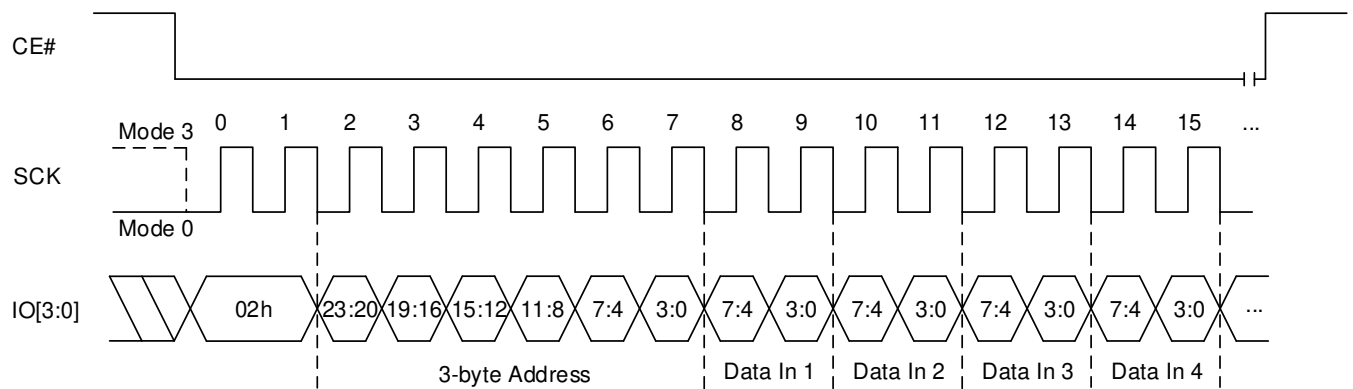 CE#
Mode 3 0 1 2 3 4 5 6 7 8 9 10 11 12 13 14 15 ...
SCK
Mode 0
IO[3:0] 02h 23:20 19:16 15:12 11:8 7:4 3:0 7:4 3:0 7:4 3:0 7:4 3:0 7:4 3:0 ...
3-byte Address Data In 1 Data In 2 Data In 3 Data In 4